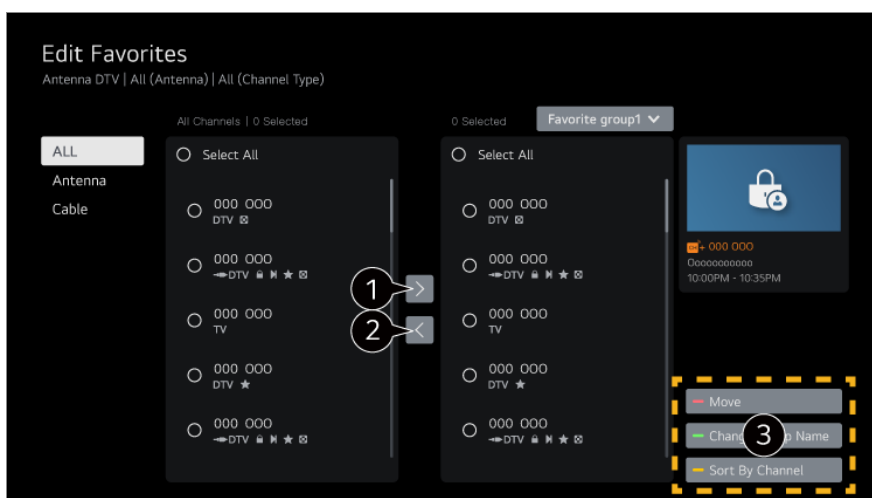 Edit Favorites
Antenna DTV | All (Antenna) | All (Channel Type)
All Channels | 0 Selected
0 Selected
Favorite group1
ALL
Antenna
Cable
Select All
000 000
DTV
000 000
DTV
000 000
TV
000 000
DTV
000 000
DTV
1
2
Select All
000 000
DTV
000 000
DTV
000 000
TV
000 000
DTV
000 000
DTV
+ 000 000
Oooooooooo
10:00PM - 10:35PM
Move
3
Name
Sort By Channel